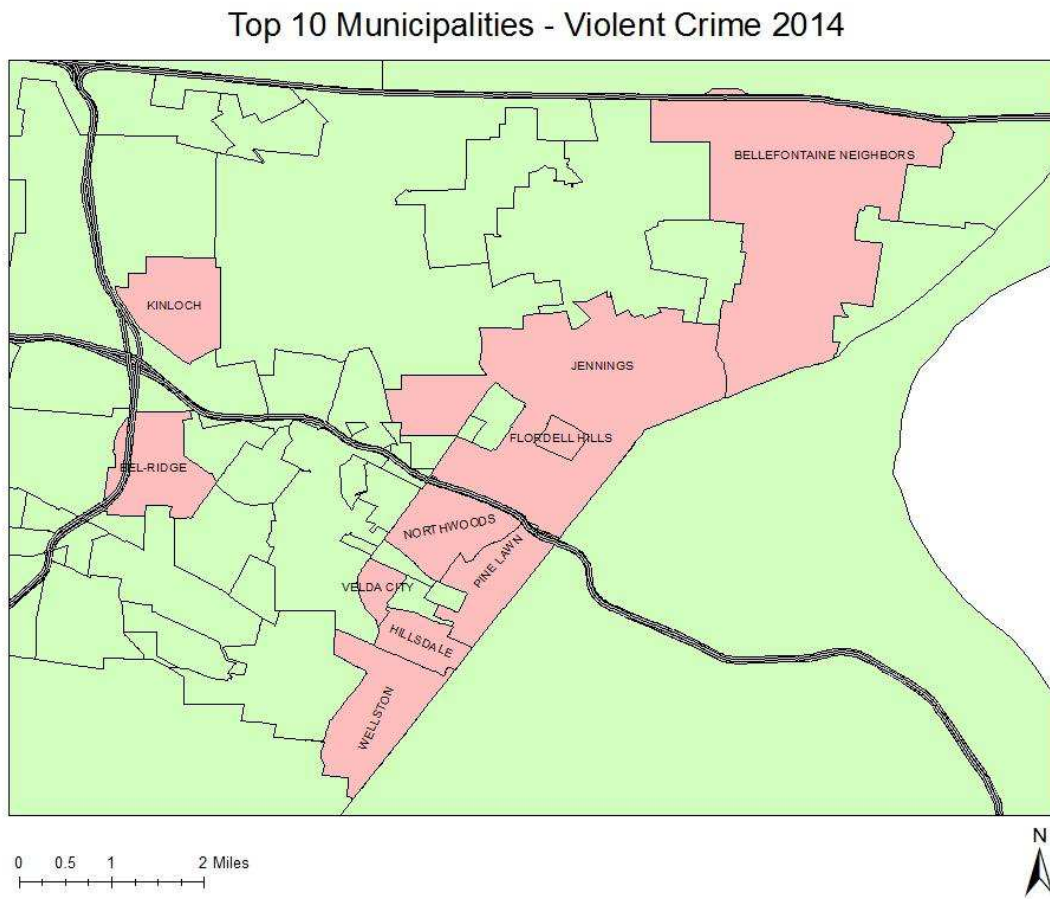 Top 10 Municipalities - Violent Crime 2014
BELLEFONTAINE NEIGHBORS
KINLOCH
JENNINGS
FLORDELL HILLS
BEL-RIDGE
NORTHWOODS
PINE LAWN
VELDA CITY
HILLSDALE
WELLSTON
N
0 0.5 1 2 Miles